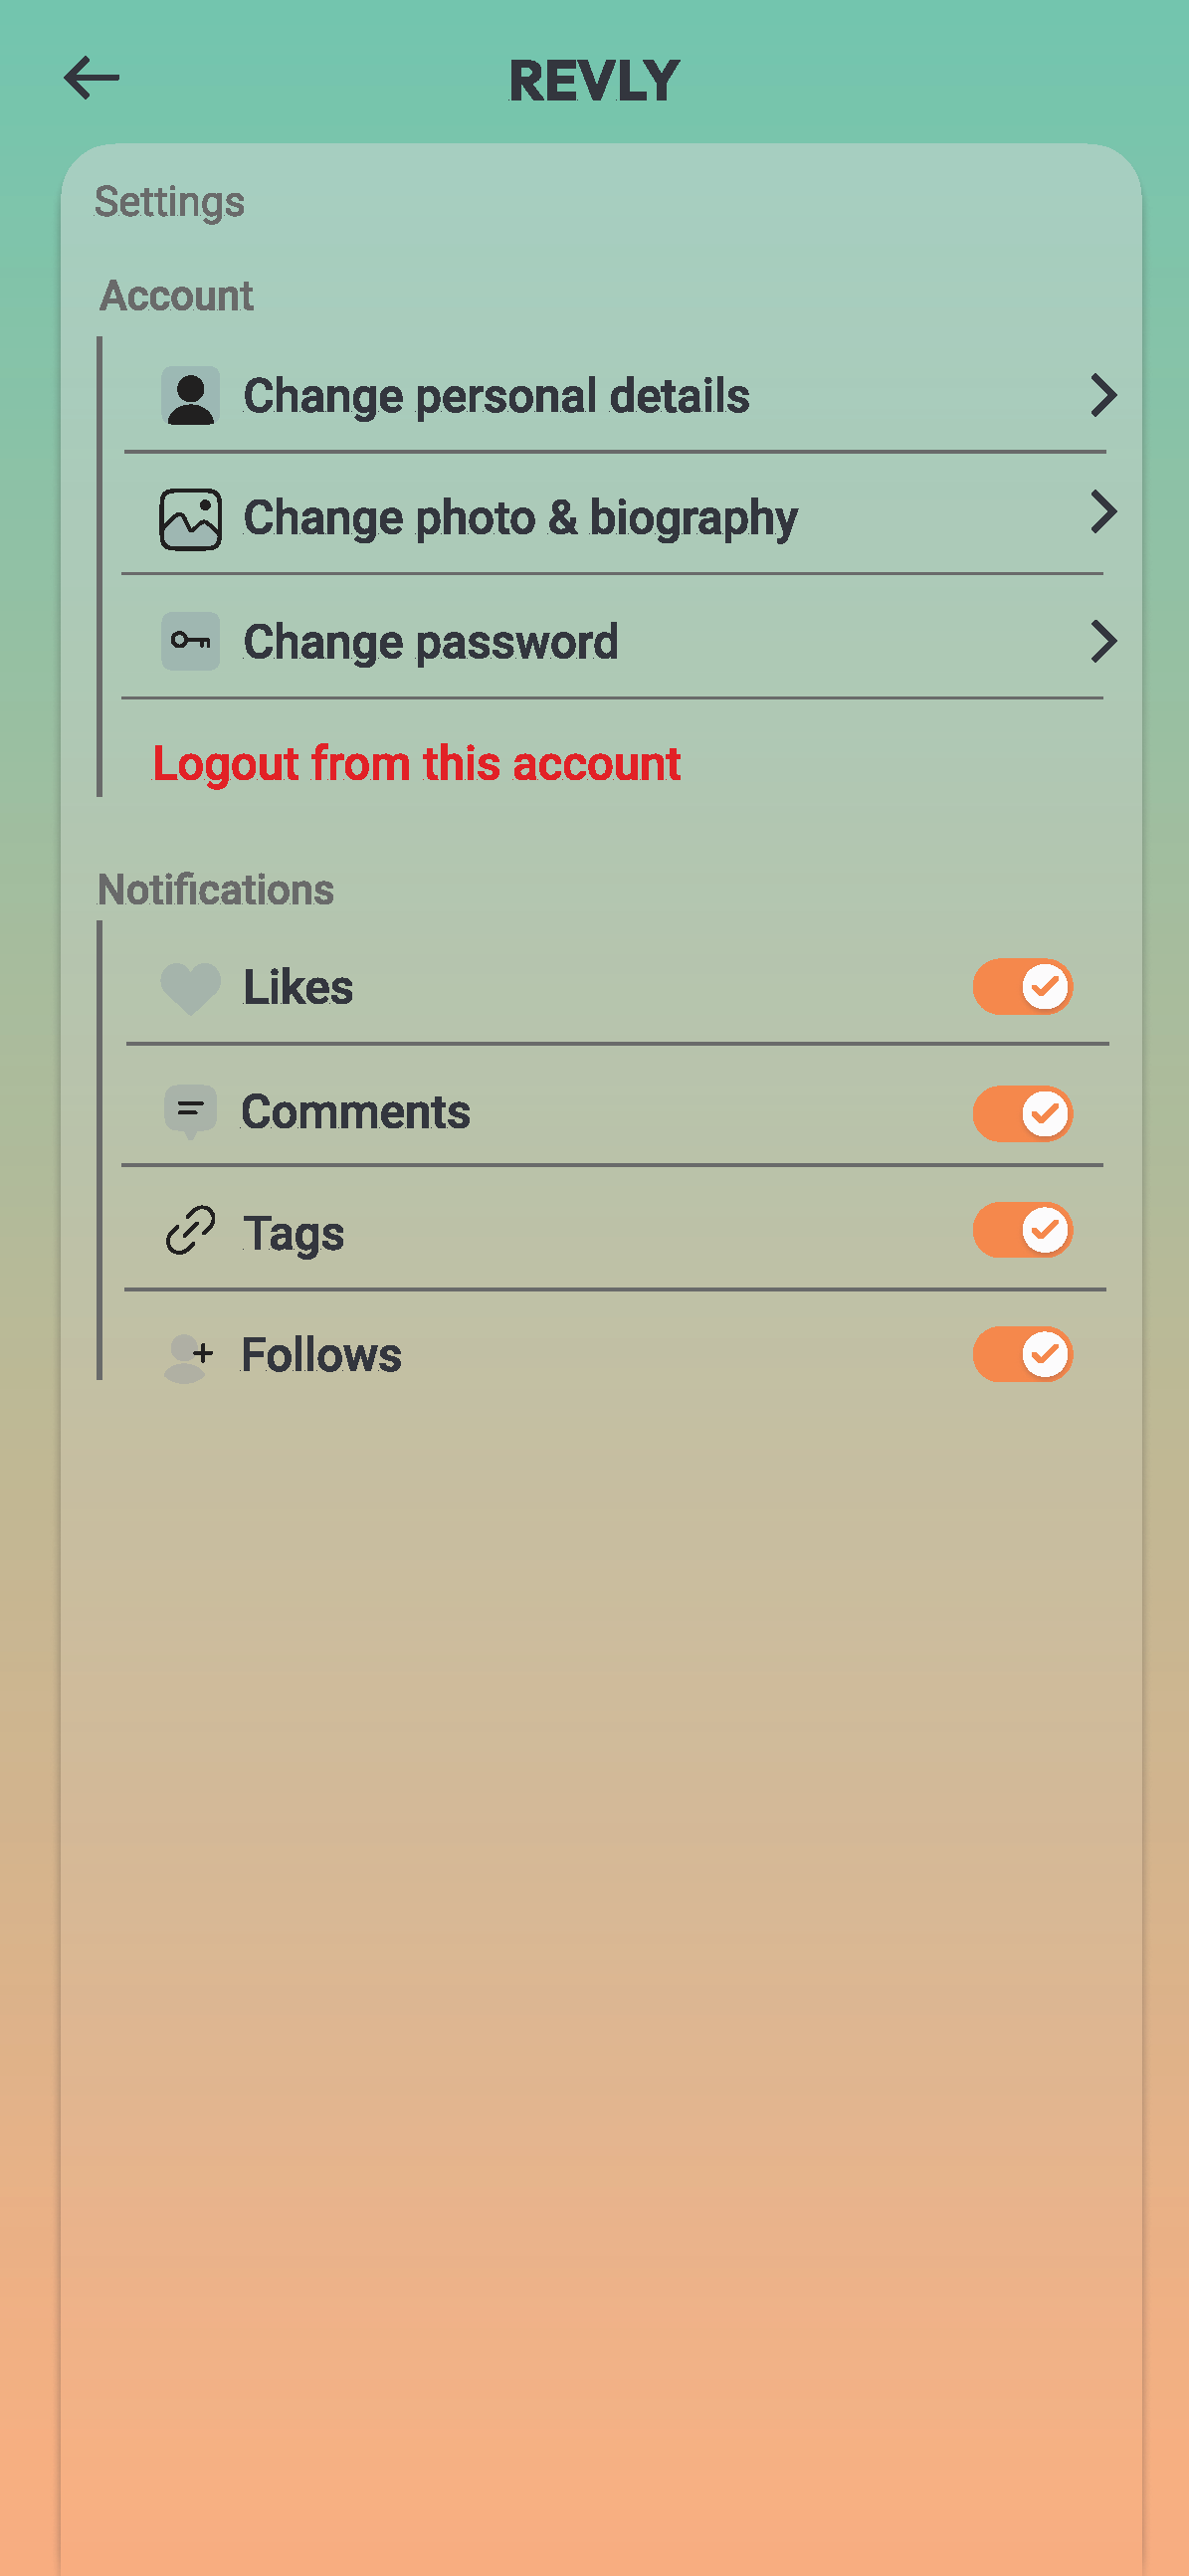 REVLY
Settings
Account
Change personal details
Change photo & biography
Change password
Logout from this account
Notifications
Likes
Comments
Tags
Follows